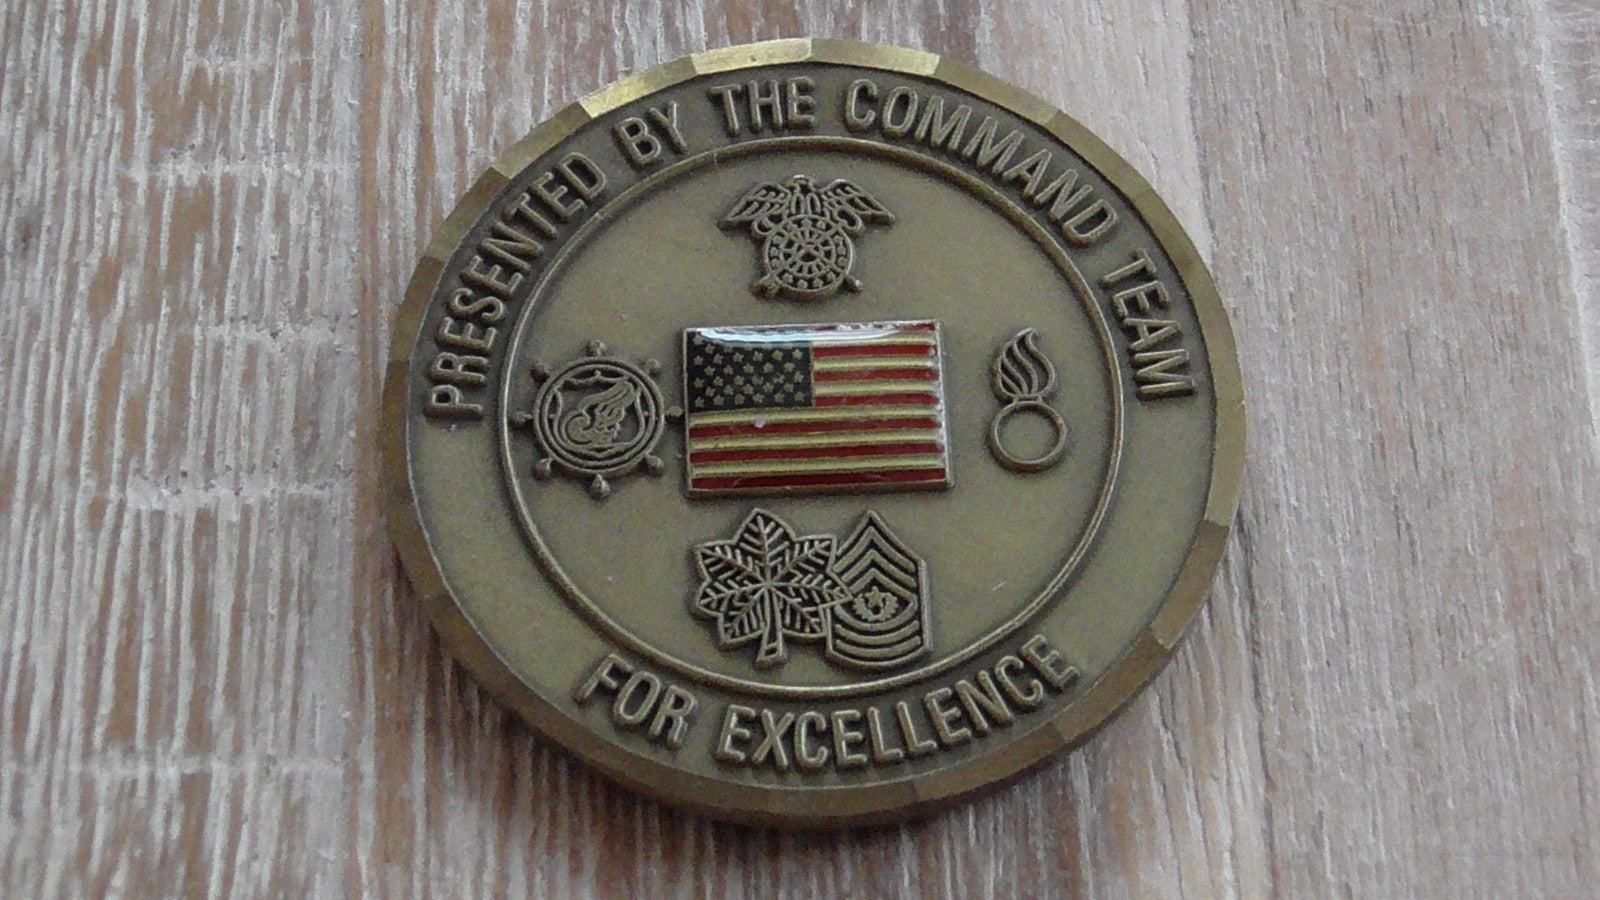 PRESENTED BY THE COMMAND TEAM
FOR EXCELLENCE